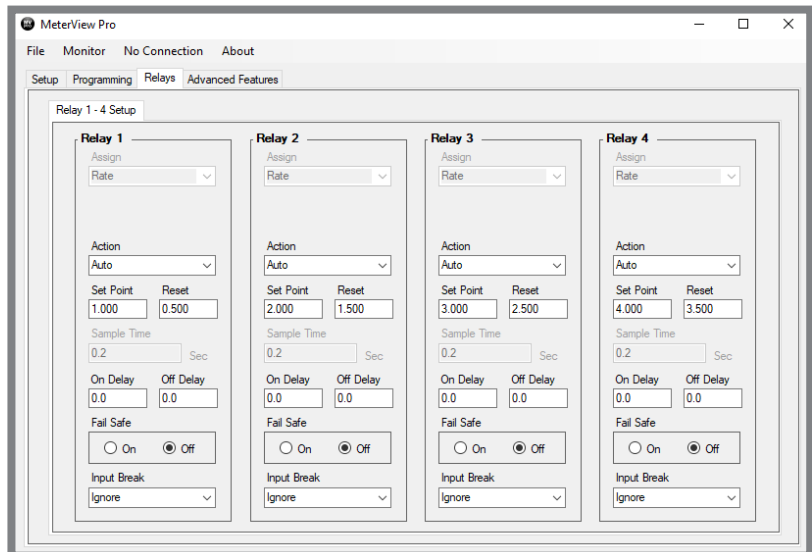 MeterView Pro
File Monitor No Connection About
Setup Programming Relays Advanced Features
Relay 1 - 4 Setup
Relay 1 Relay 2 Relay 3 Relay 4
Assign Assign Assign Assign
Rate Rate Rate Rate
Action Action Action Action
Auto Auto Auto Auto
Set Point Reset Set Point Reset Set Point Reset Set Point Reset
1.000 0.500 2.000 1.500 3.000 2.500 4.000 3.500
Sample Time Sample Time Sample Time Sample Time
0.2 Sec 0.2 Sec 0.2 Sec 0.2 Sec
On Delay Off Delay On Delay Off Delay On Delay Off Delay On Delay Off Delay
0.0 0.0 0.0 0.0 0.0 0.0 0.0 0.0
Fail Safe Fail Safe Fail Safe Fail Safe
On Off On Off On Off On Off
Input Break Input Break Input Break Input Break
Ignore Ignore Ignore Ignore